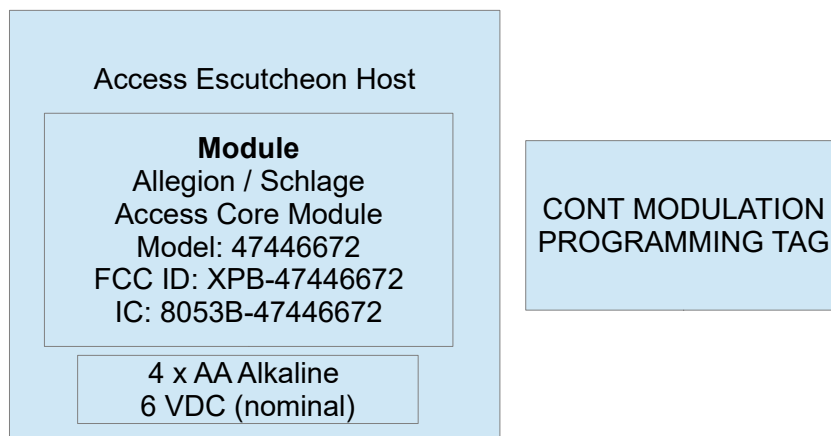 Access Escutcheon Host
Module
Allegion / Schlage
Access Core Module
Model: 47446672
FCC ID: XPB-47446672
IC: 8053B-47446672
4 x AA Alkaline
6 VDC (nominal)
CONT MODULATION
PROGRAMMING TAG